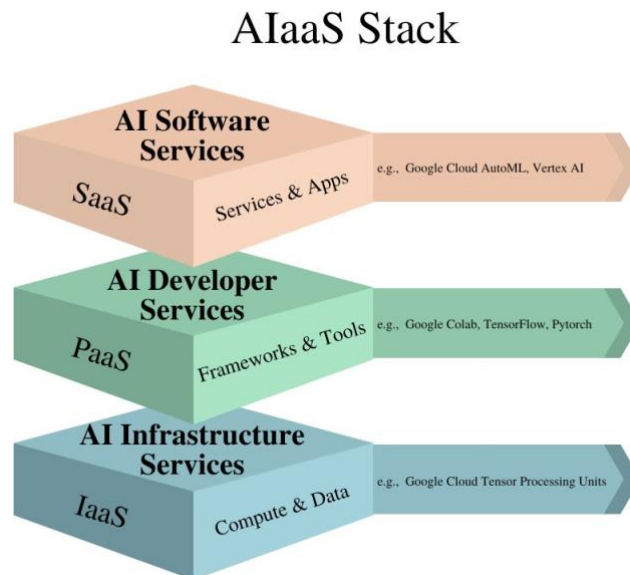 AIaaS Stack
AI Software
Services
SaaS
Services & Apps
e.g., Google Cloud AutoML, Vertex AI
AI Developer
Services
PaaS
Frameworks & Tools
e.g., Google Colab, TensorFlow, Pytorch
AI Infrastructure
Services
IaaS
Compute & Data
e.g., Google Cloud Tensor Processing Units